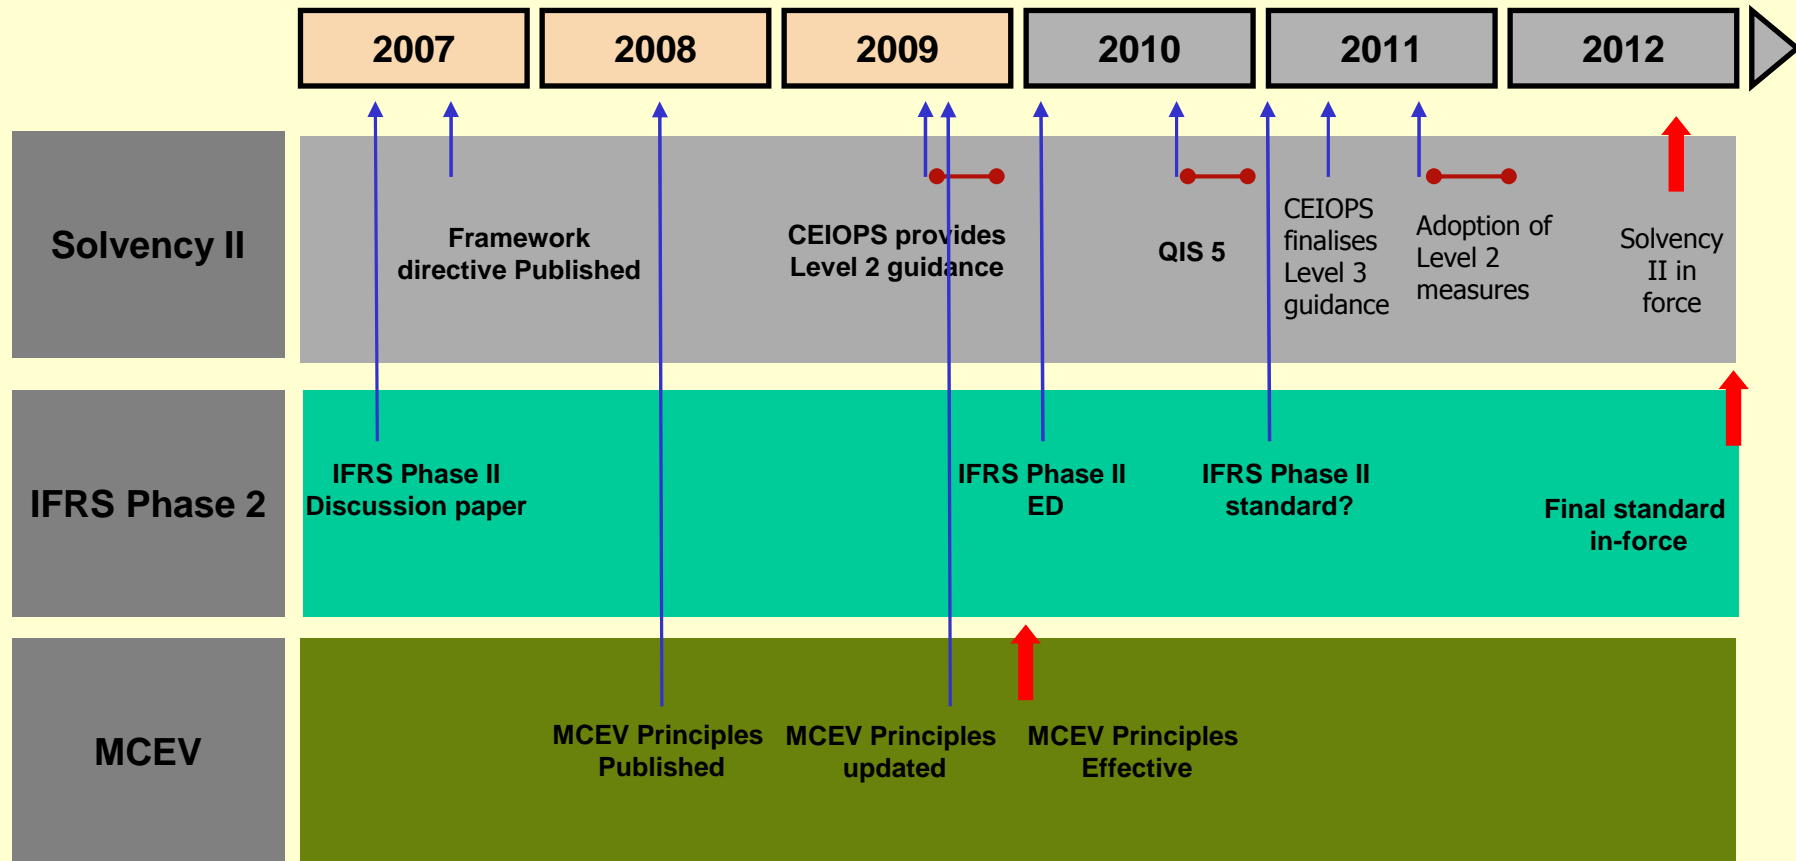 2007
2008
2009
2010
2011
2012
Solvency II
Framework
directive Published
CEIOPS provides
Level 2 guidance
QIS 5
CEIOPS
finalises
Level 3
guidance
Adoption of
Level 2
measures
Solvency
II in
force
IFRS Phase 2
IFRS Phase II
Discussion paper
IFRS Phase II
ED
IFRS Phase II
standard?
Final standard
in-force
MCEV
MCEV Principles
Published
MCEV Principles
updated
MCEV Principles
Effective